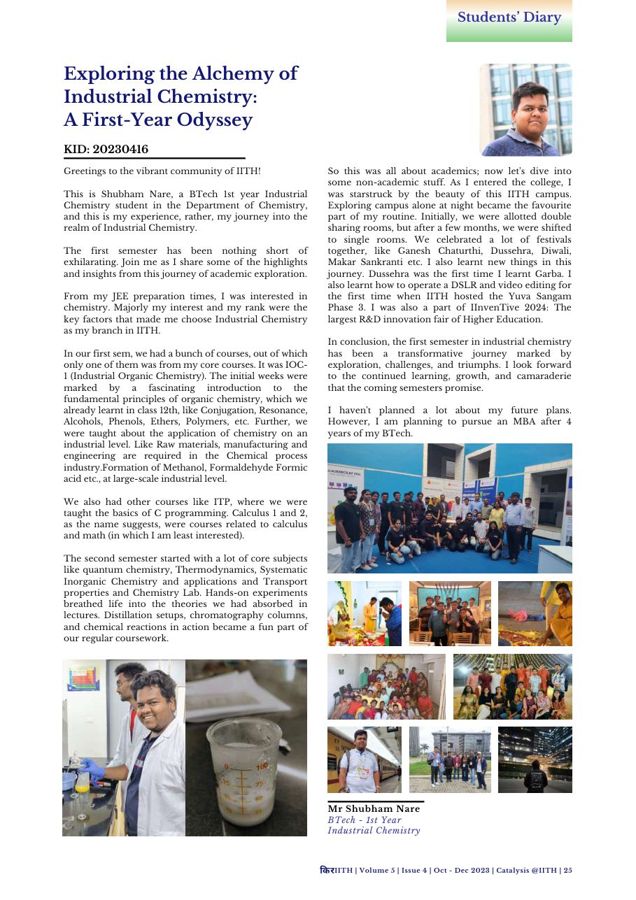 Students' Diary
Exploring the Alchemy of
Industrial Chemistry:
A First-Year Odyssey
KID: 20230416
Greetings to the vibrant community of IITH!
This is Shubham Nare, a BTech 1st year Industrial
Chemistry student in the Department of Chemistry,
and this is my experience, rather, my journey into the
realm of Industrial Chemistry.
The first semester has been nothing short of
exhilarating. Join me as I share some of the highlights
and insights from this journey of academic exploration.
From my JEE preparation times, I was interested in
chemistry. Majorly my interest and my rank were the
key factors that made me choose Industrial Chemistry
as my branch in IITH.
In our first sem, we had a bunch of courses, out of which
only one of them was from my core courses. It was IOC-
1 (Industrial Organic Chemistry). The initial weeks were
marked by a fascinating introduction to the
fundamental principles of organic chemistry, which we
already learnt in class 12th, like Conjugation, Resonance,
Alcohols, Phenols, Ethers, Polymers, etc. Further, we
were taught about the application of chemistry on an
industrial level. Like Raw materials, manufacturing and
engineering are required in the Chemical process
industry.Formation of Methanol, Formaldehyde Formic
acid etc., at large-scale industrial level.
We also had other courses like ITP, where we were
taught the basics of C programming. Calculus 1 and 2,
as the name suggests, were courses related to calculus
and math (in which I am least interested).
The second semester started with a lot of core subjects
like quantum chemistry, Thermodynamics, Systematic
Inorganic Chemistry and applications and Transport
properties and Chemistry Lab. Hands-on experiments
breathed life into the theories we had absorbed in
lectures. Distillation setups, chromatography columns,
and chemical reactions in action became a fun part of
our regular coursework.
So this was all about academics; now let's dive into
some non-academic stuff. As I entered the college, I
was starstruck by the beauty of this IITH campus.
Exploring campus alone at night became the favourite
part of my routine. Initially, we were allotted double
sharing rooms, but after a few months, we were shifted
to single rooms. We celebrated a lot of festivals
together, like Ganesh Chaturthi, Dussehra, Diwali,
Makar Sankranti etc. I also learnt new things in this
journey. Dussehra was the first time I learnt Garba. I
also learnt how to operate a DSLR and video editing for
the first time when IITH hosted the Yuva Sangam
Phase 3. I was also a part of IInvenTive 2024: The
largest R&D innovation fair of Higher Education.
In conclusion, the first semester in industrial chemistry
has been a transformative journey marked by
exploration, challenges, and triumphs. I look forward
to the continued learning, growth, and camaraderie
that the coming semesters promise.
I haven't planned a lot about my future plans.
However, I am planning to pursue an MBA after 4
years of my BTech.
100
Mr Shubham Nare
BTech - 1st Year
Industrial Chemistry
किरIITH | Volume 5 | Issue 4 | Oct - Dec 2023 | Catalysis @IITH | 25